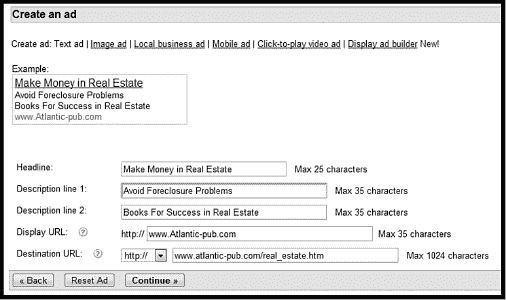 Create an ad
Create ad: Text ad | Image ad | Local business ad | Mobile ad | Click-to-play video ad | Display ad builder New!
Example:
Make Money in Real Estate
Avoid Foreclosure Problems
Books For Success in Real Estate
www.Atlantic-pub.com
Headline: Make Money in Real Estate Max 25 characters
Description line 1: Avoid Foreclosure Problems Max 35 characters
Description line 2: Books For Success in Real Estate Max 35 characters
Display URL: ? http:// www.Atlantic-pub.com Max 35 characters
Destination URL: ? http:// www.atlantic-pub.com/real_estate.htm Max 1024 characters
« Back Reset Ad Continue »